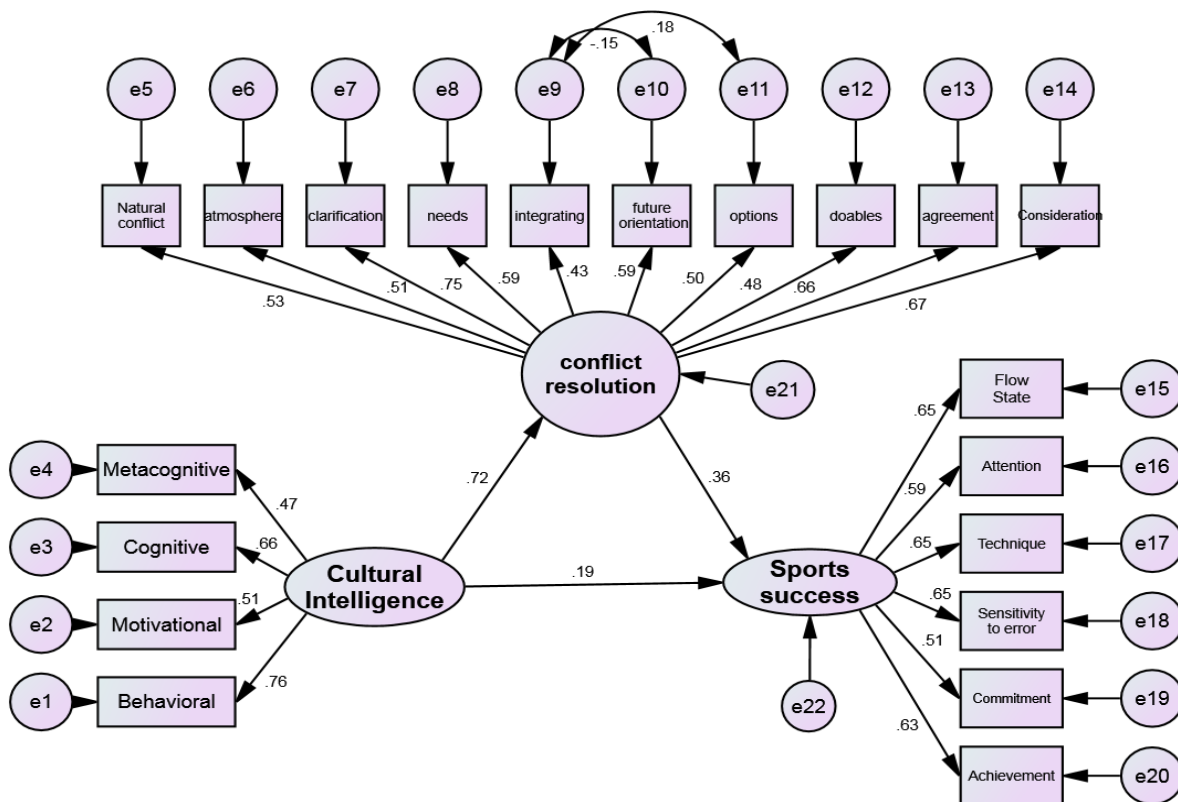 -.15
.18
e5
e6
e7
e8
e9
e10
e11
e12
e13
e14
Natural
conflict
atmosphere
clarification
needs
integrating
future
orientation
options
doables
agreement
Consideration
.53
.51
.75
.59
.43
.59
.50
.48
.66
.67
conflict
resolution
e21
Flow
State
e15
.65
e4
Metacognitive
.47
.72
.36
Attention
e16
.59
e3
Cognitive
.66
Technique
e17
.65
Cultural
Intelligence
.19
Sports
success
e2
Motivational
.51
Sensitivity
to error
e18
.65
e1
Behavioral
.76
e22
Commitment
e19
.51
.63
Achievement
e20